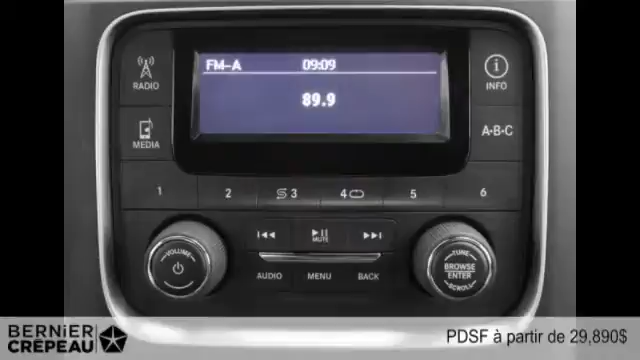 FM-A 09:09
89.9
RADIO
MEDIA
INFO
A-B-C
1 2 3 4 5 6
MUTE
AUDIO MENU BACK
VOLUME
TUNE
BROWSE
ENTER
SCROLL
BERNIER
CRÉPEAU
PDSF à partir de 29,890$